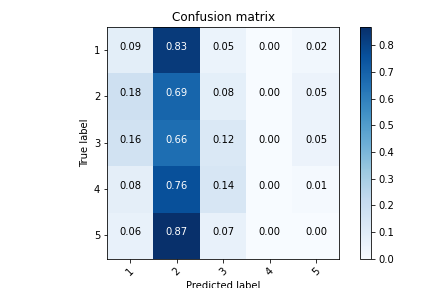 Confusion matrix
1 0.09 0.83 0.05 0.00 0.02
2 0.18 0.69 0.08 0.00 0.05
3 0.16 0.66 0.12 0.00 0.05
4 0.08 0.76 0.14 0.00 0.01
5 0.06 0.87 0.07 0.00 0.00
True label
1 2 3 4 5
Predicted label
0.8
0.7
0.6
0.5
0.4
0.3
0.2
0.1
0.0